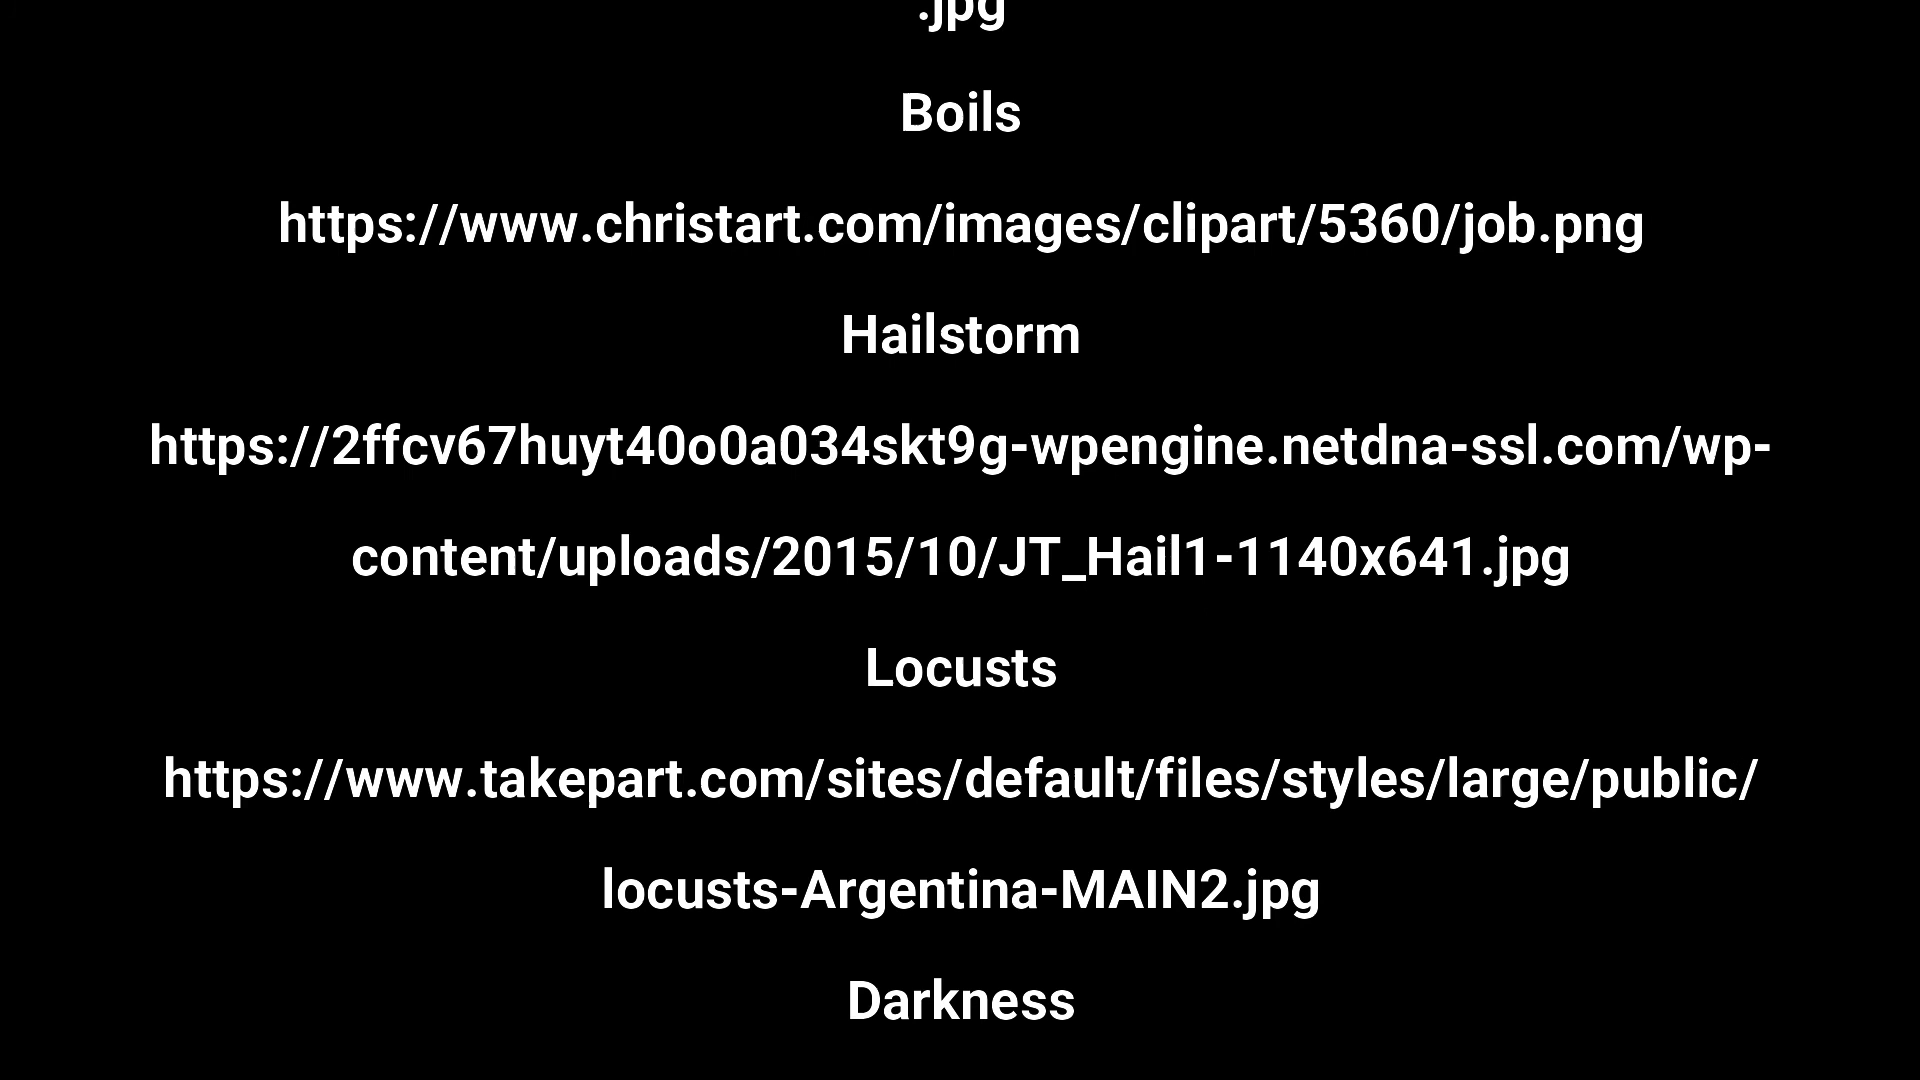 .jpg
Boils
https://www.christart.com/images/clipart/5360/job.png
Hailstorm
https://2ffcv67huyt40o0a034skt9g-wpengine.netdna-ssl.com/wp-
content/uploads/2015/10/JT_Hail1-1140x641.jpg
Locusts
https://www.takepart.com/sites/default/files/styles/large/public/
locusts-Argentina-MAIN2.jpg
Darkness